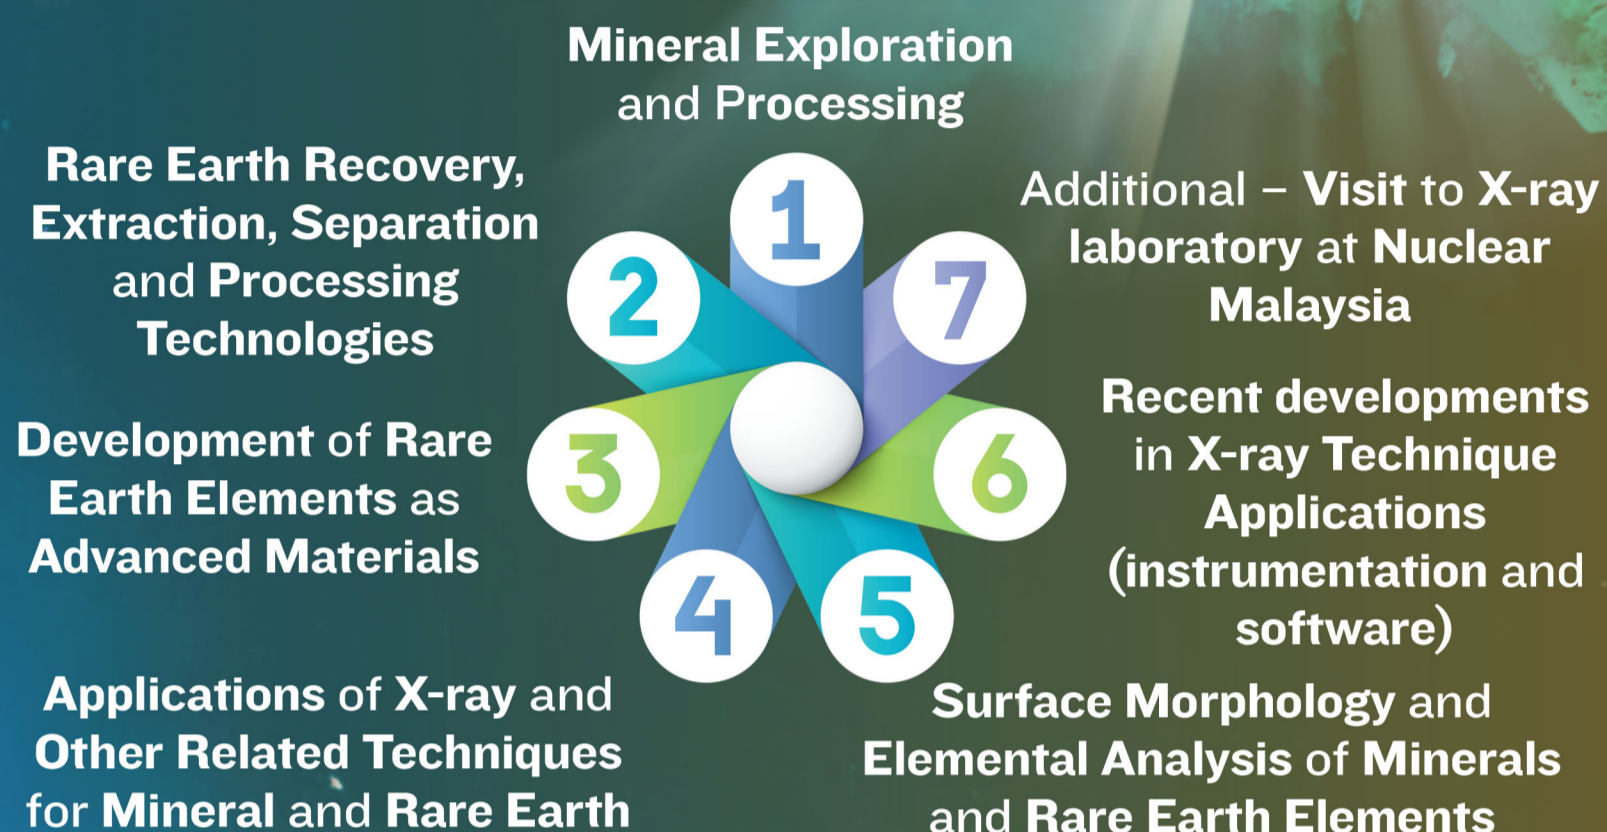 Mineral Exploration
and Processing
1
Rare Earth Recovery,
Extraction, Separation
and Processing
Technologies
2
Development of Rare
Earth Elements as
Advanced Materials
3
Applications of X-ray and
Other Related Techniques
for Mineral and Rare Earth
4
5
Surface Morphology and
Elemental Analysis of Minerals
and Rare Earth Elements
6
Recent developments
in X-ray Technique
Applications
(instrumentation and
software)
7
Additional – Visit to X-ray
laboratory at Nuclear
Malaysia